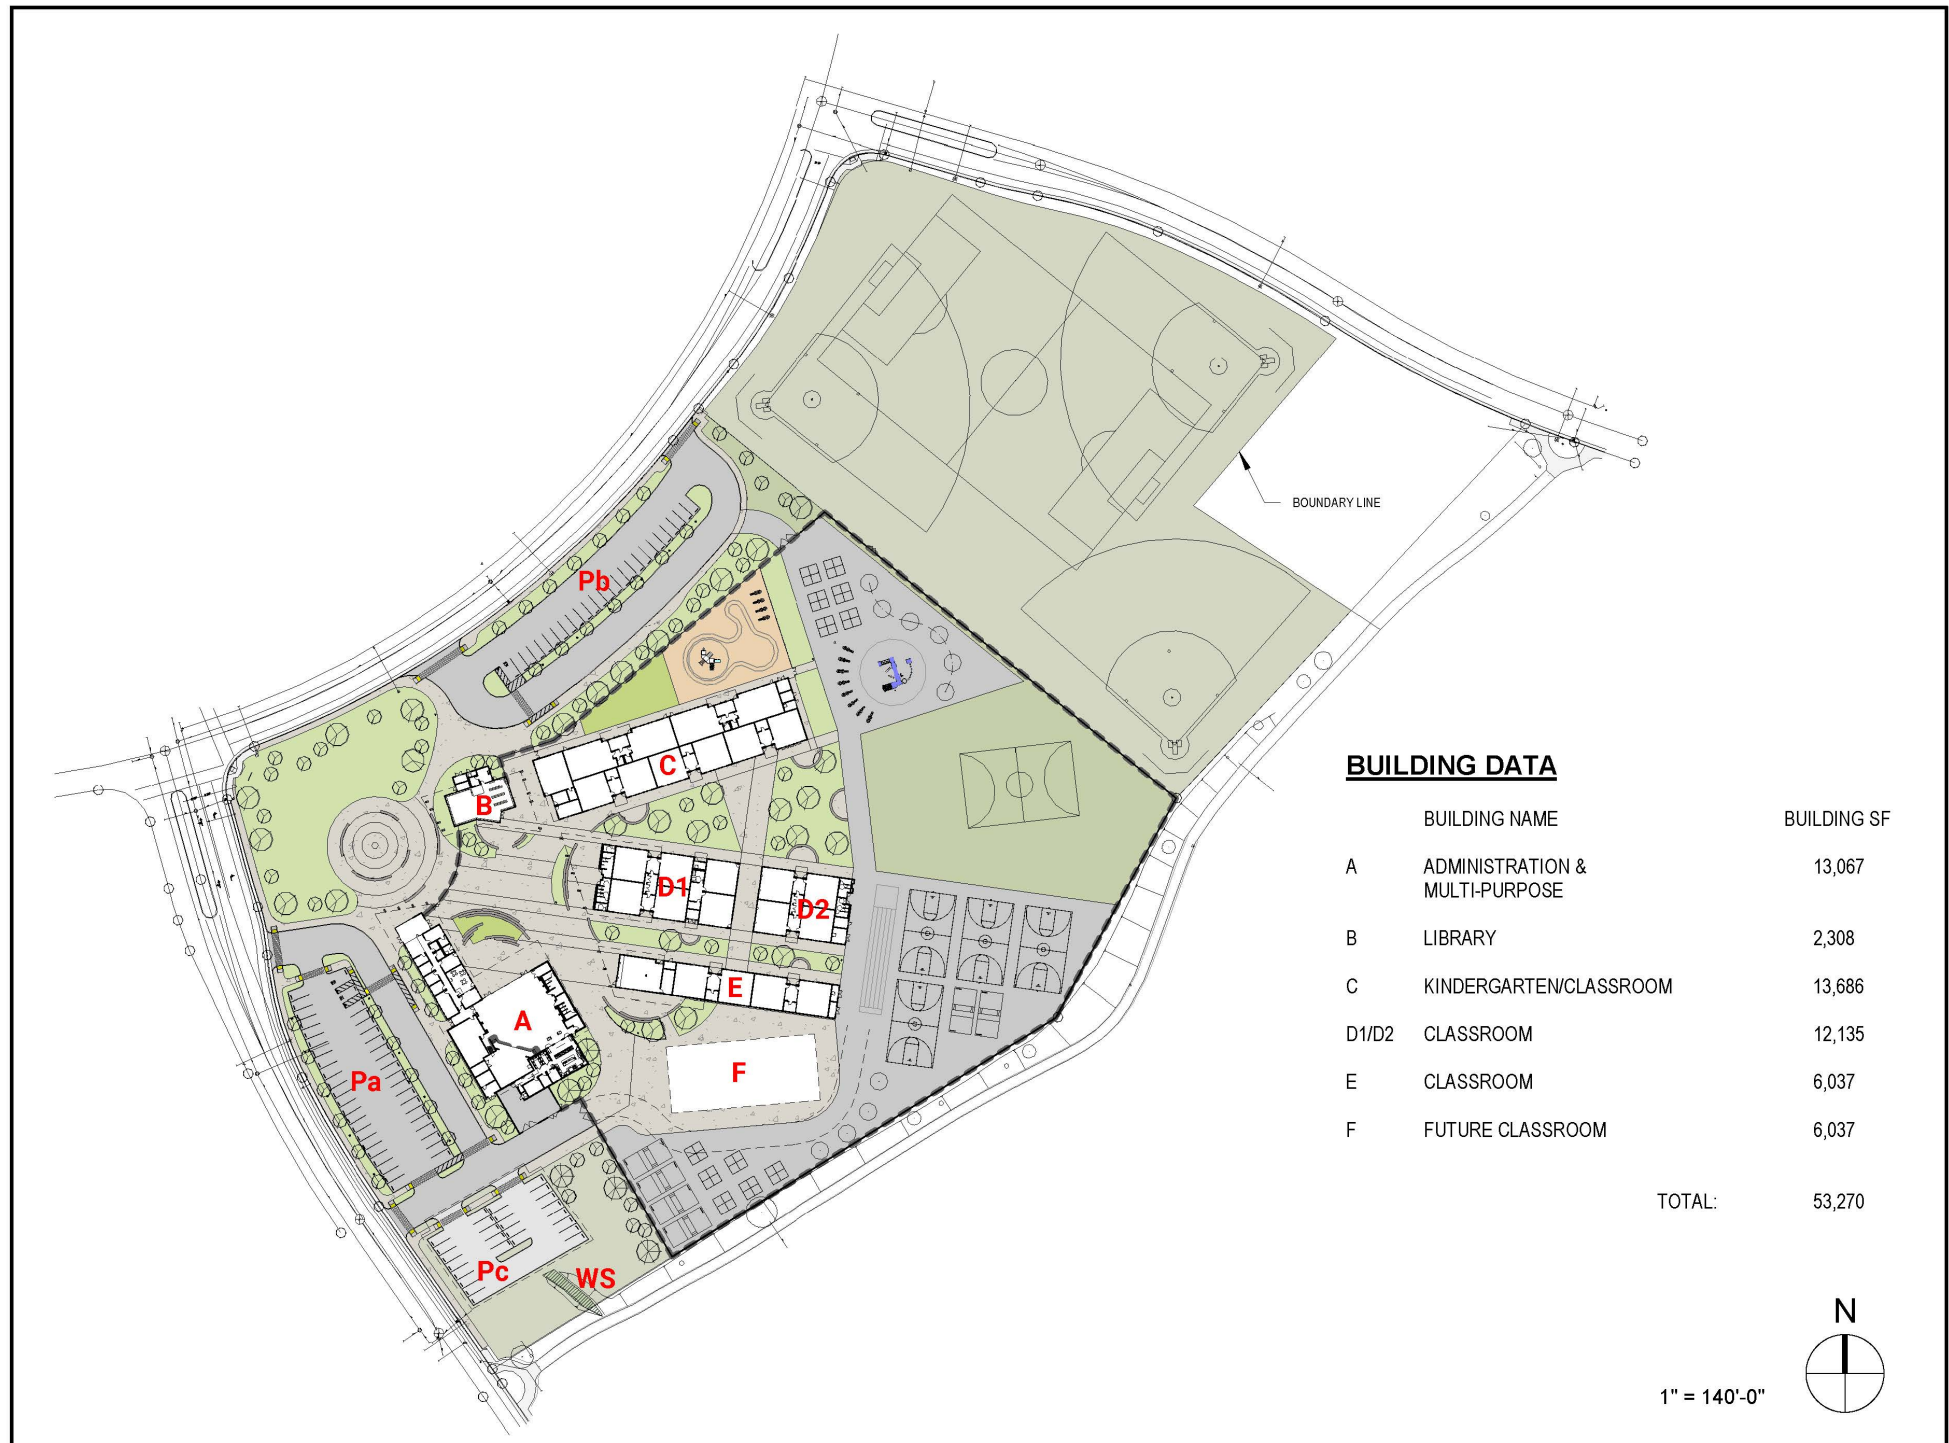 BOUNDARY LINE
Pb
C
B
D1
D2
E
A
F
Pa
Pc
WS
BUILDING DATA
BUILDING NAME BUILDING SF
A ADMINISTRATION & 13,067
MULTI-PURPOSE
B LIBRARY 2,308
C KINDERGARTEN/CLASSROOM 13,686
D1/D2 CLASSROOM 12,135
E CLASSROOM 6,037
F FUTURE CLASSROOM 6,037
TOTAL: 53,270
N
1" = 140'-0"